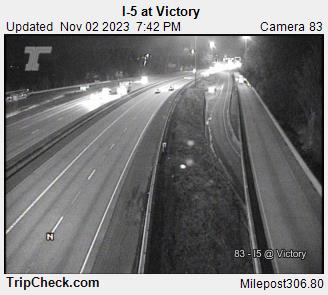 I-5 at Victory
Updated Nov 02 2023 7:42 PM Camera 83
T
N
83 - I5 @ Victory
TripCheck.com Milepost306.80